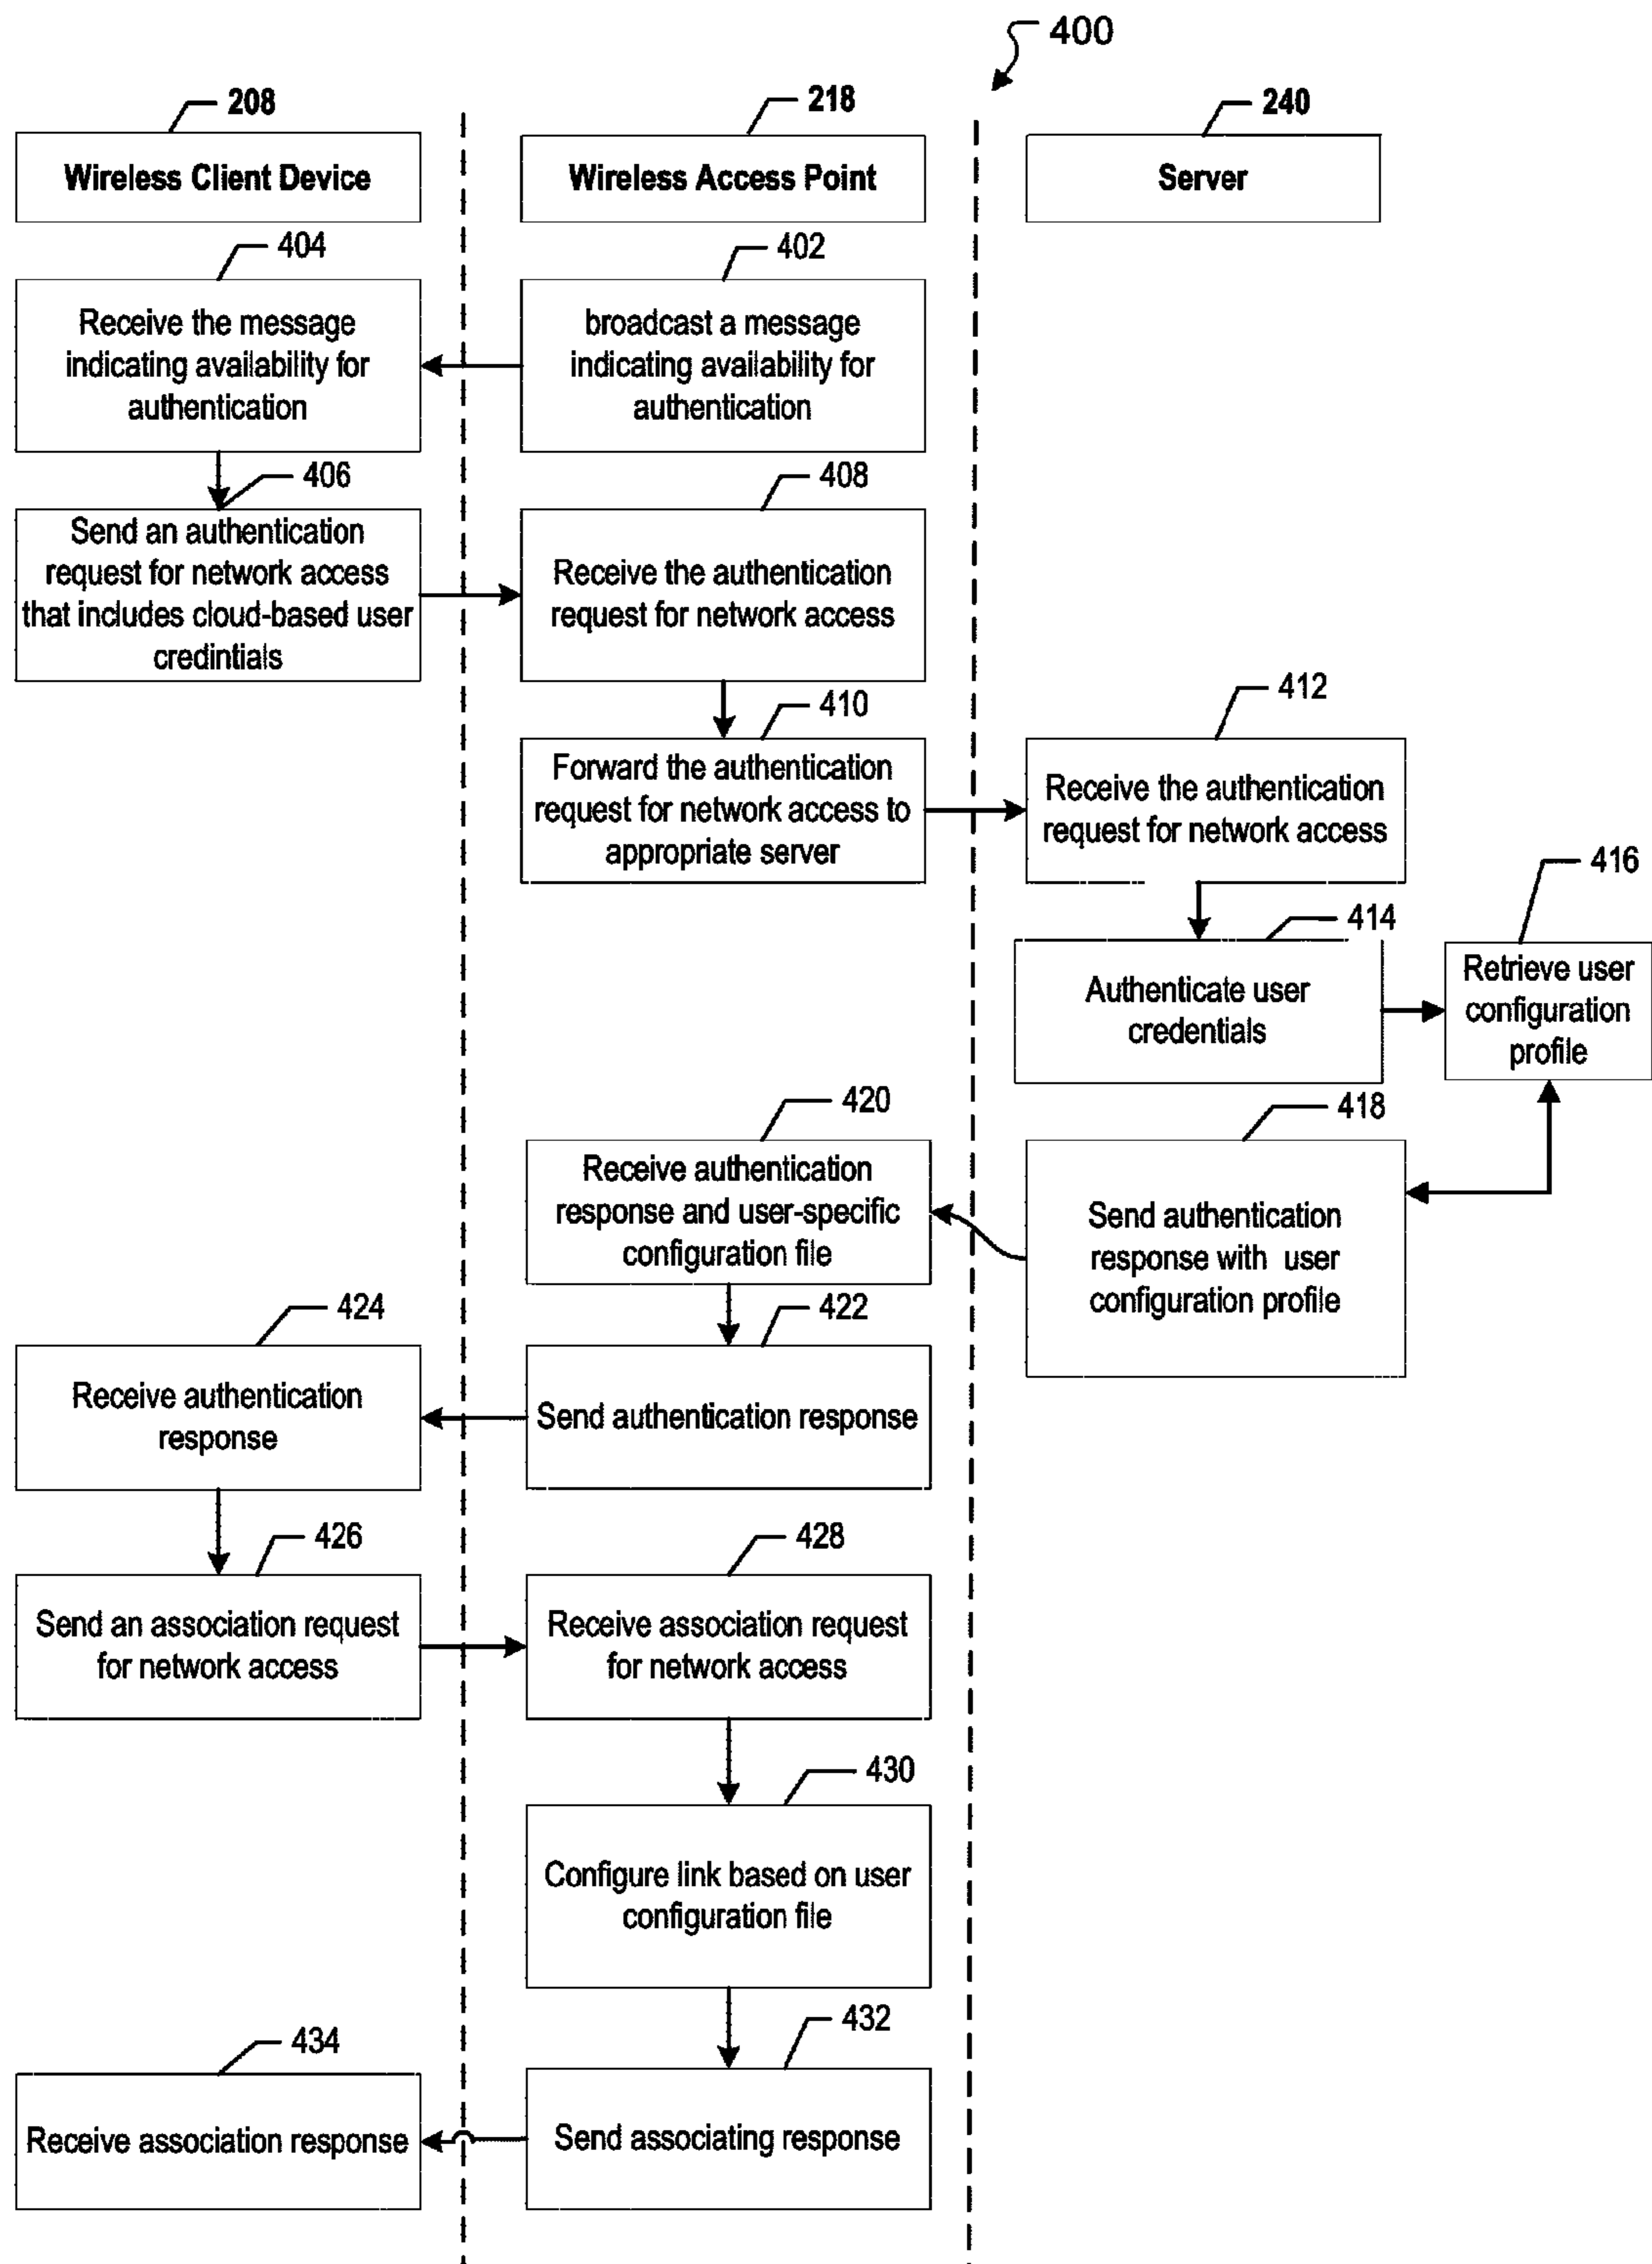 400
208
218
240
Wireless Client Device
Wireless Access Point
Server
404
402
Receive the message
indicating availability for
authentication
broadcast a message
indicating availability for
authentication
406
408
Send an authentication
request for network access
that includes cloud-based user
credintials
Receive the authentication
request for network access
410
412
Forward the authentication
request for network access to
appropriate server
Receive the authentication
request for network access
414
416
Authenticate user
credentials
Retrieve user
configuration
profile
420
418
Receive authentication
response and user-specific
configuration file
Send authentication
response with user
configuration profile
424
422
Receive authentication
response
Send authentication response
426
428
Send an association request
for network access
Receive association request
for network access
430
Configure link based on user
configuration file
434
432
Receive association response
Send associating response